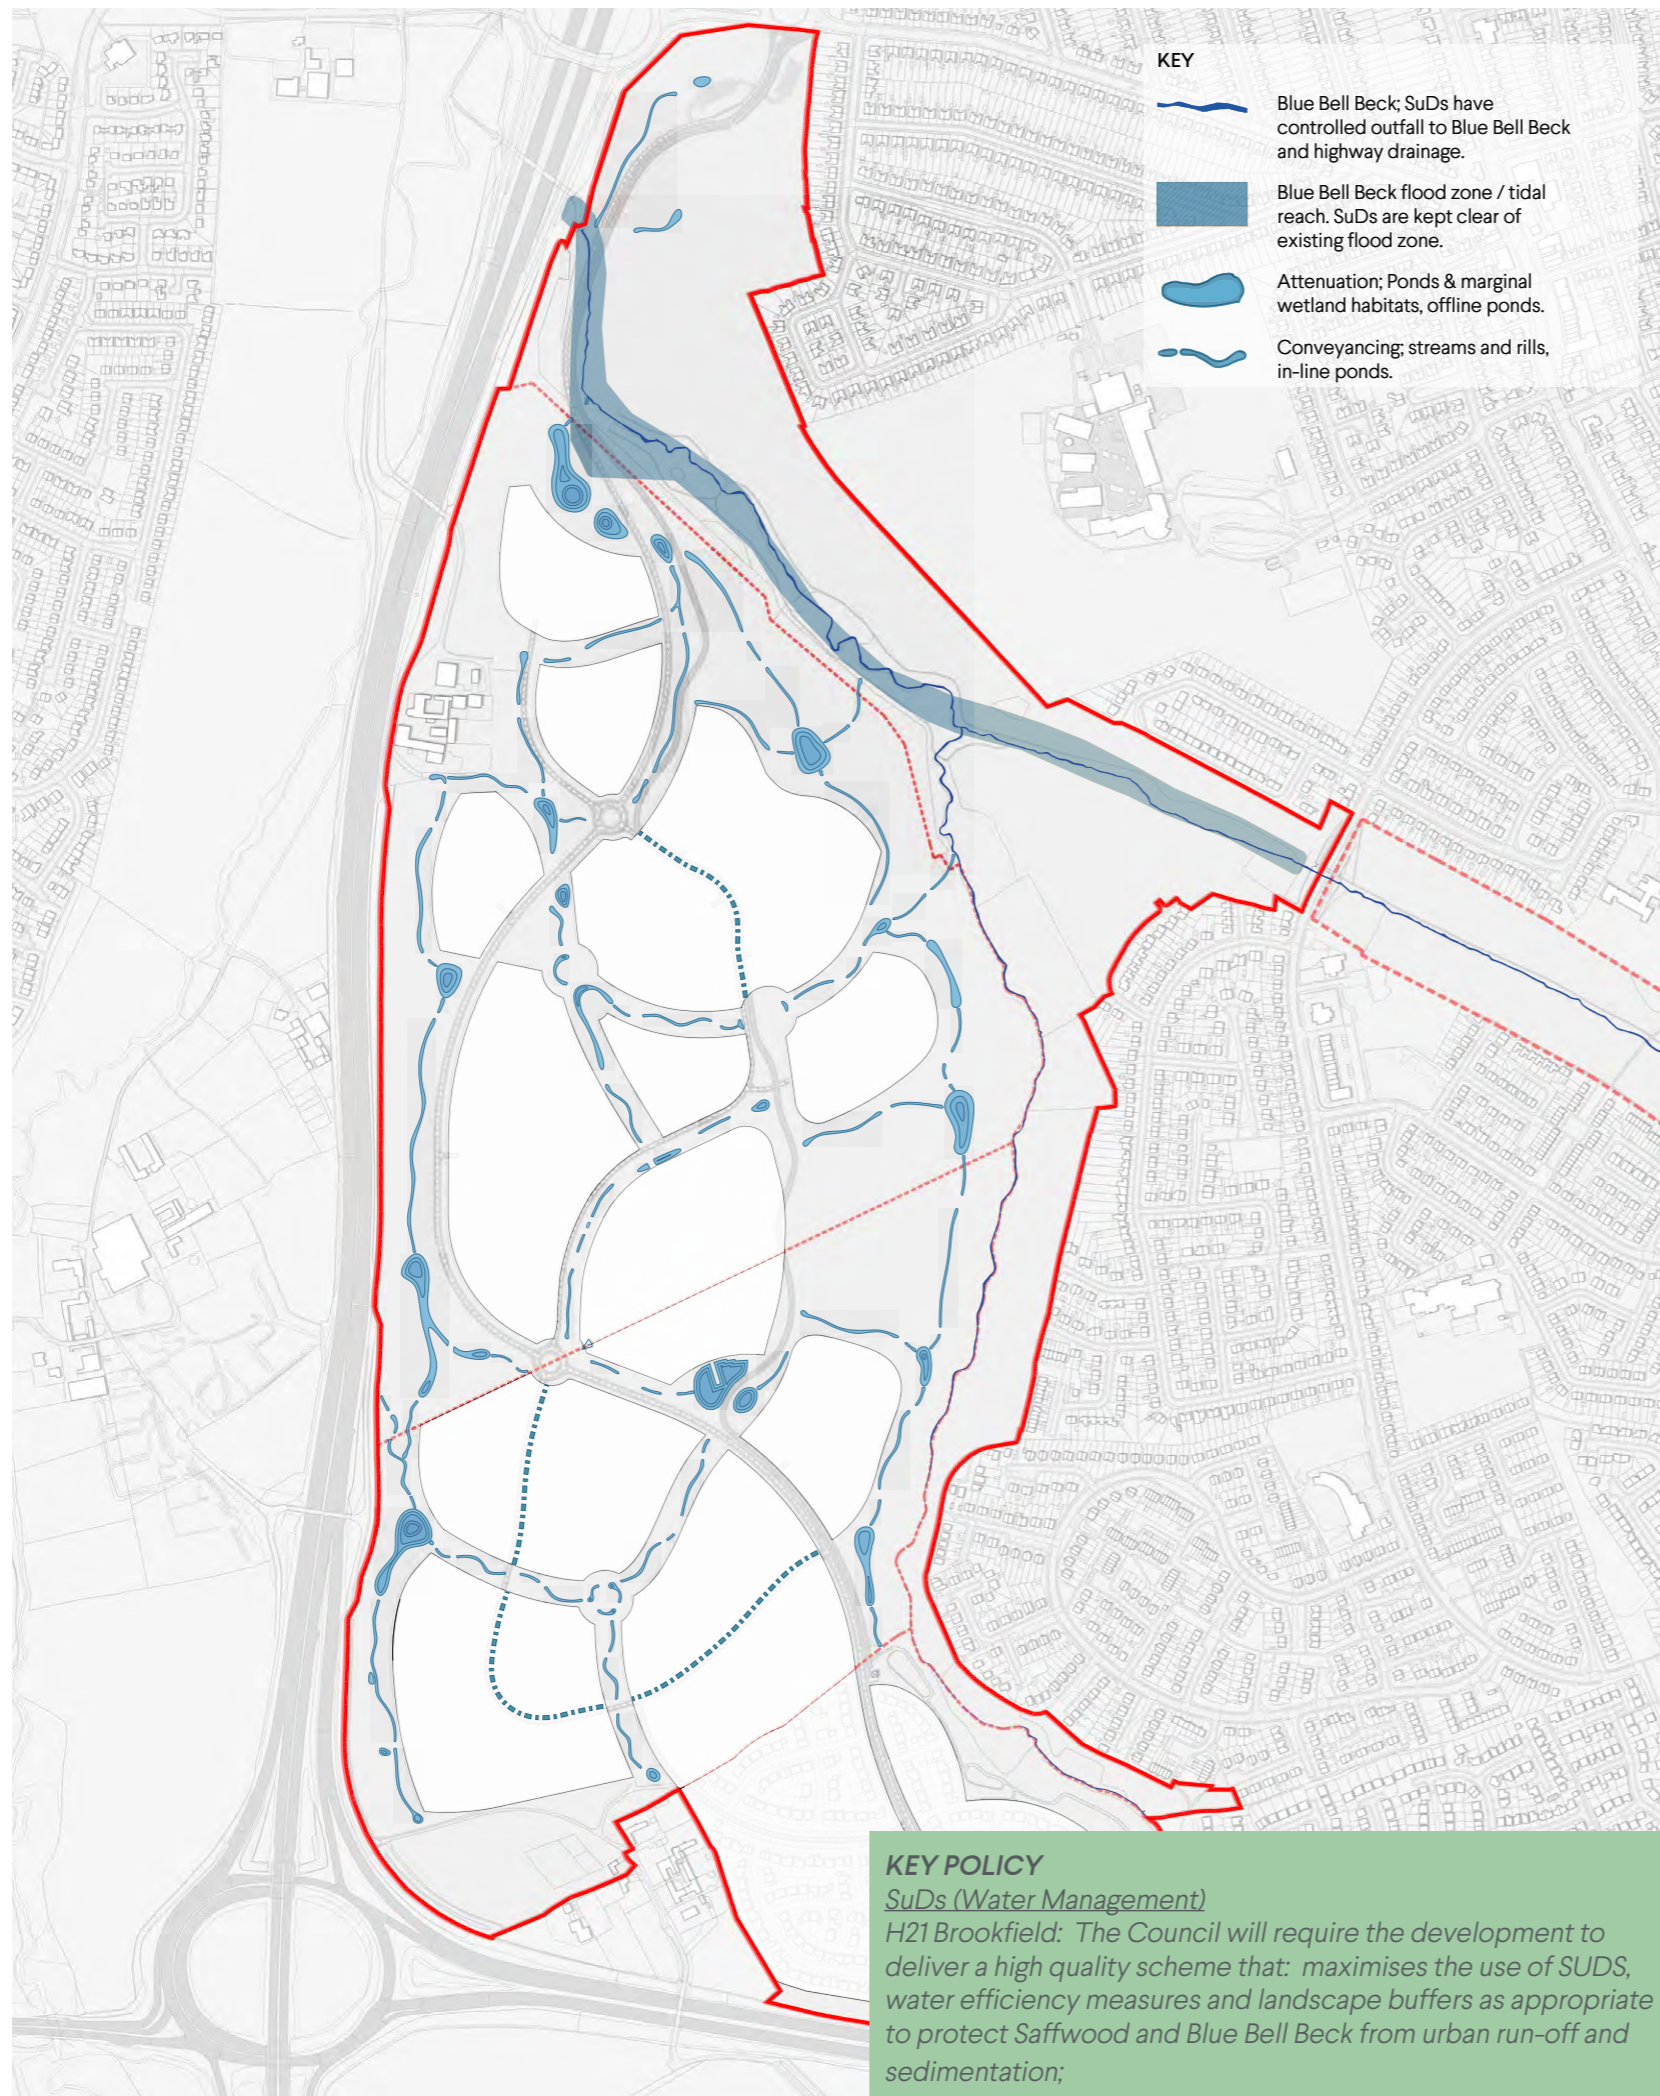 KEY
Blue Bell Beck; SuDs have
controlled outfall to Blue Bell Beck
and highway drainage.
Blue Bell Beck flood zone / tidal
reach. SuDs are kept clear of
existing flood zone.
Attenuation; Ponds & marginal
wetland habitats, offline ponds.
Conveyancing; streams and rills,
in-line ponds.
KEY POLICY
SuDs (Water Management)
H21 Brookfield: The Council will require the development to
deliver a high quality scheme that: maximises the use of SUDS,
water efficiency measures and landscape buffers as appropriate
to protect Saffwood and Blue Bell Beck from urban run-off and
sedimentation;